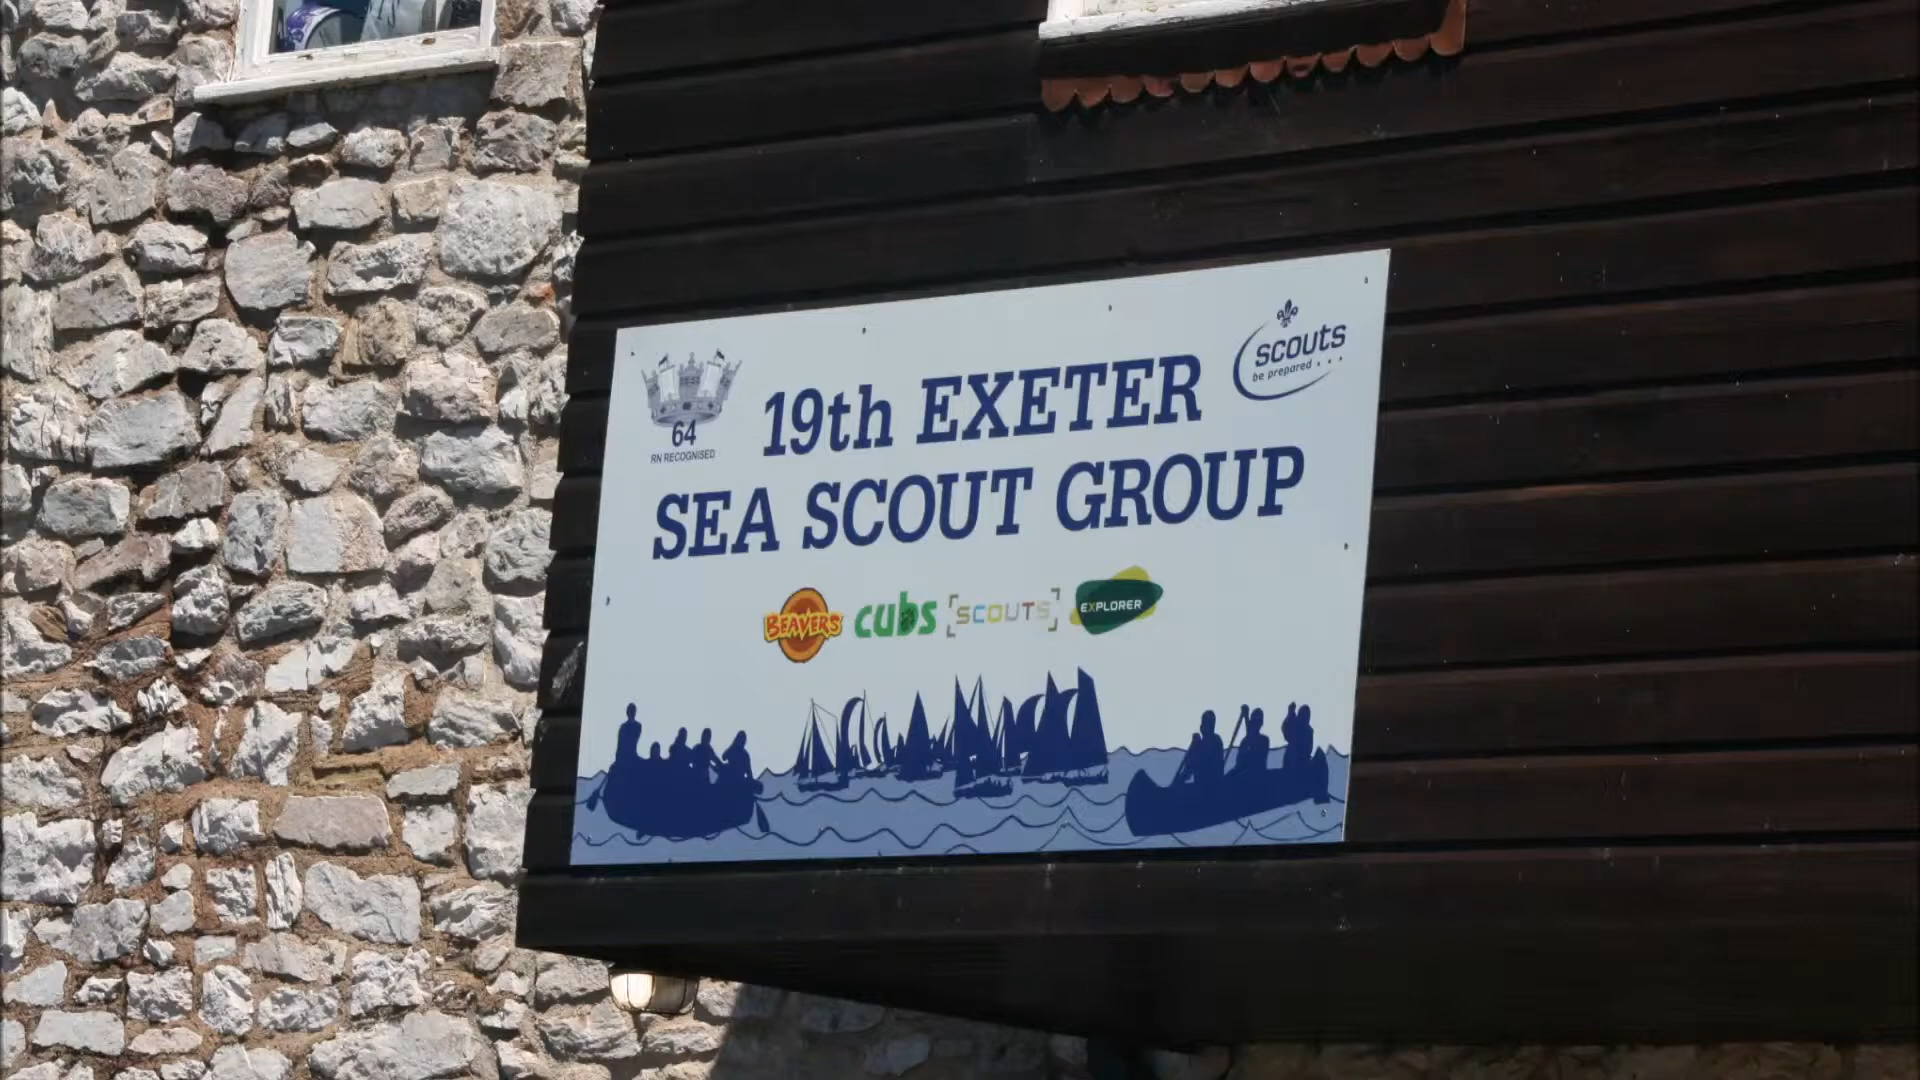 19th EXETER
SEA SCOUT GROUP
64
RN RECOGNISED
scouts
be prepared...
BEAVERS cubs [SCOUTS] EXPLORER